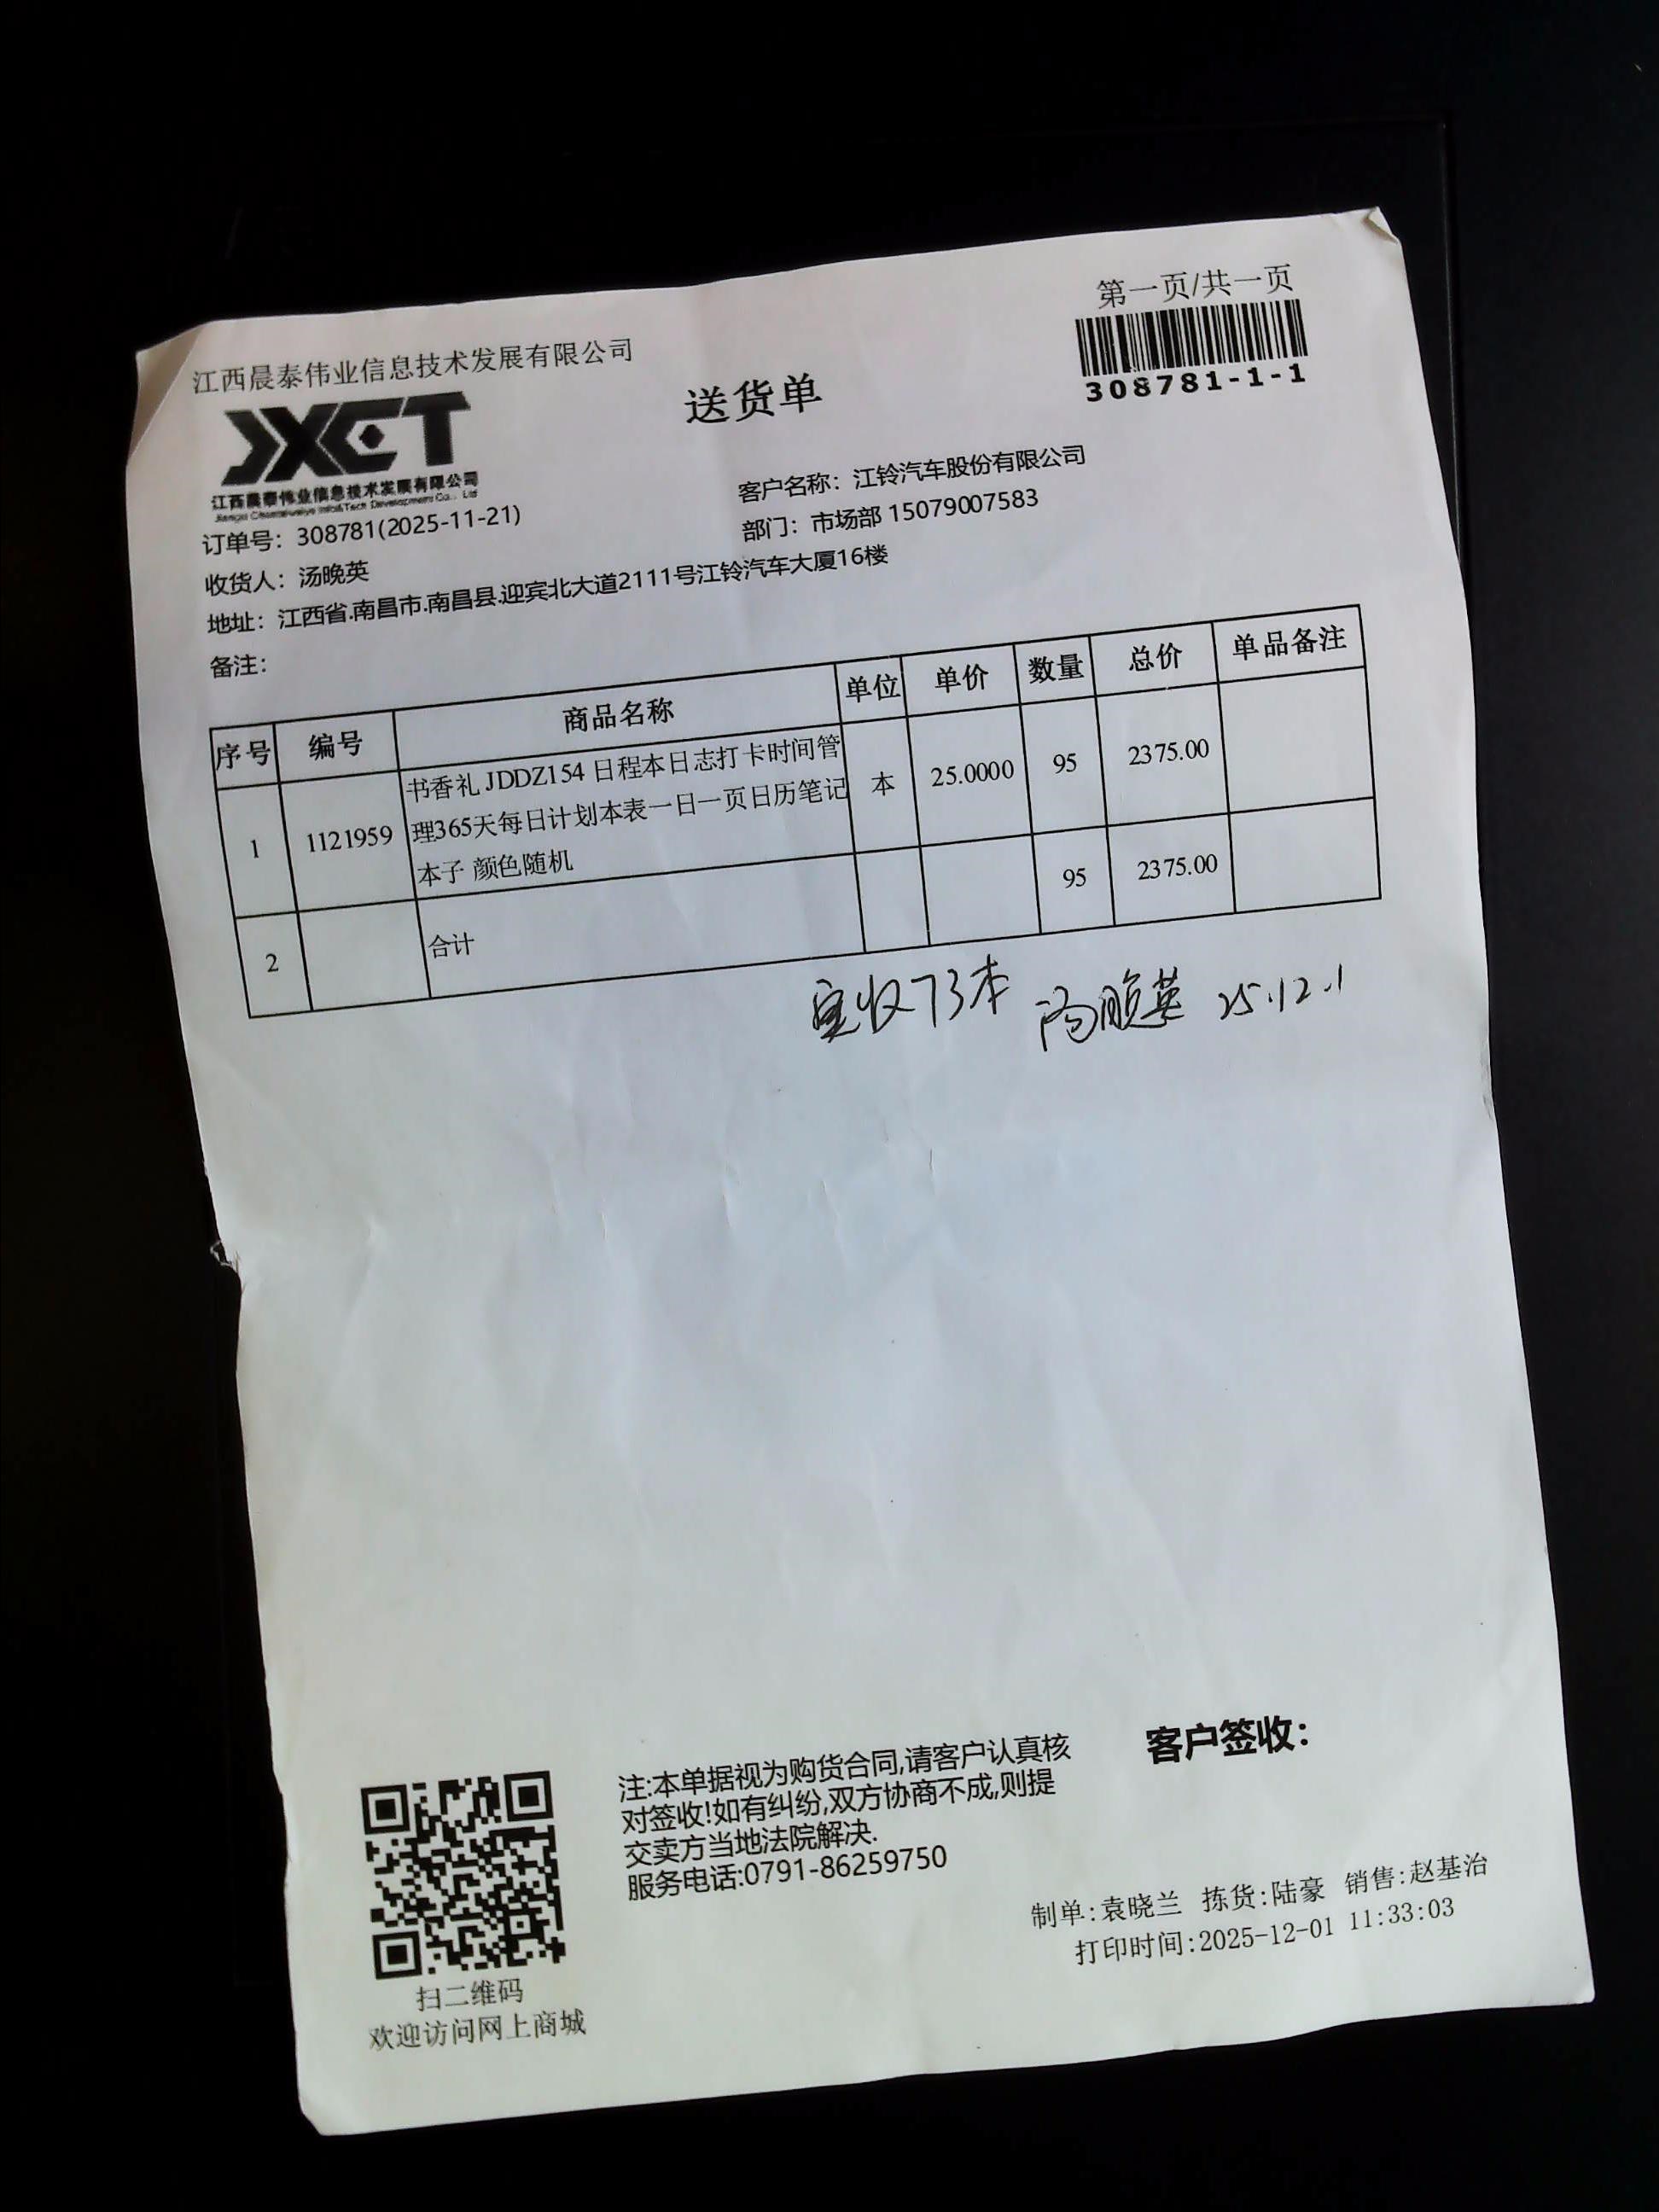 第一页/共一页
308781-1-1
江西晨泰伟业信息技术发展有限公司
送货单
JXCT
江西晨泰伟业信息技术发展有限公司
客户名称：江铃汽车股份有限公司
订单号：308781(2025-11-21)
部门：市场部 15079007583
收货人：汤晚英
地址：江西省.南昌市.南昌县.迎宾北大道2111号江铃汽车大厦16楼
备注：
序号 编号 商品名称 单位 单价 数量 总价 单品备注
1 1121959 书香礼 JDDZ154 日程本日志打卡时间管 本 25.0000 95 2375.00
理365天每日计划本表一日一页日历笔记
本子 颜色随机
2 合计 95 2375.00
实收73本 25.12.1
注:本单据视为购货合同,请客户认真核
对签收!如有纠纷,双方协商不成,则提
交卖方当地法院解决.
服务电话:0791-86259750
客户签收：
制单:袁晓兰 拣货:陆豪 销售:赵基治
打印时间:2025-12-01 11:33:03
扫二维码
欢迎访问网上商城